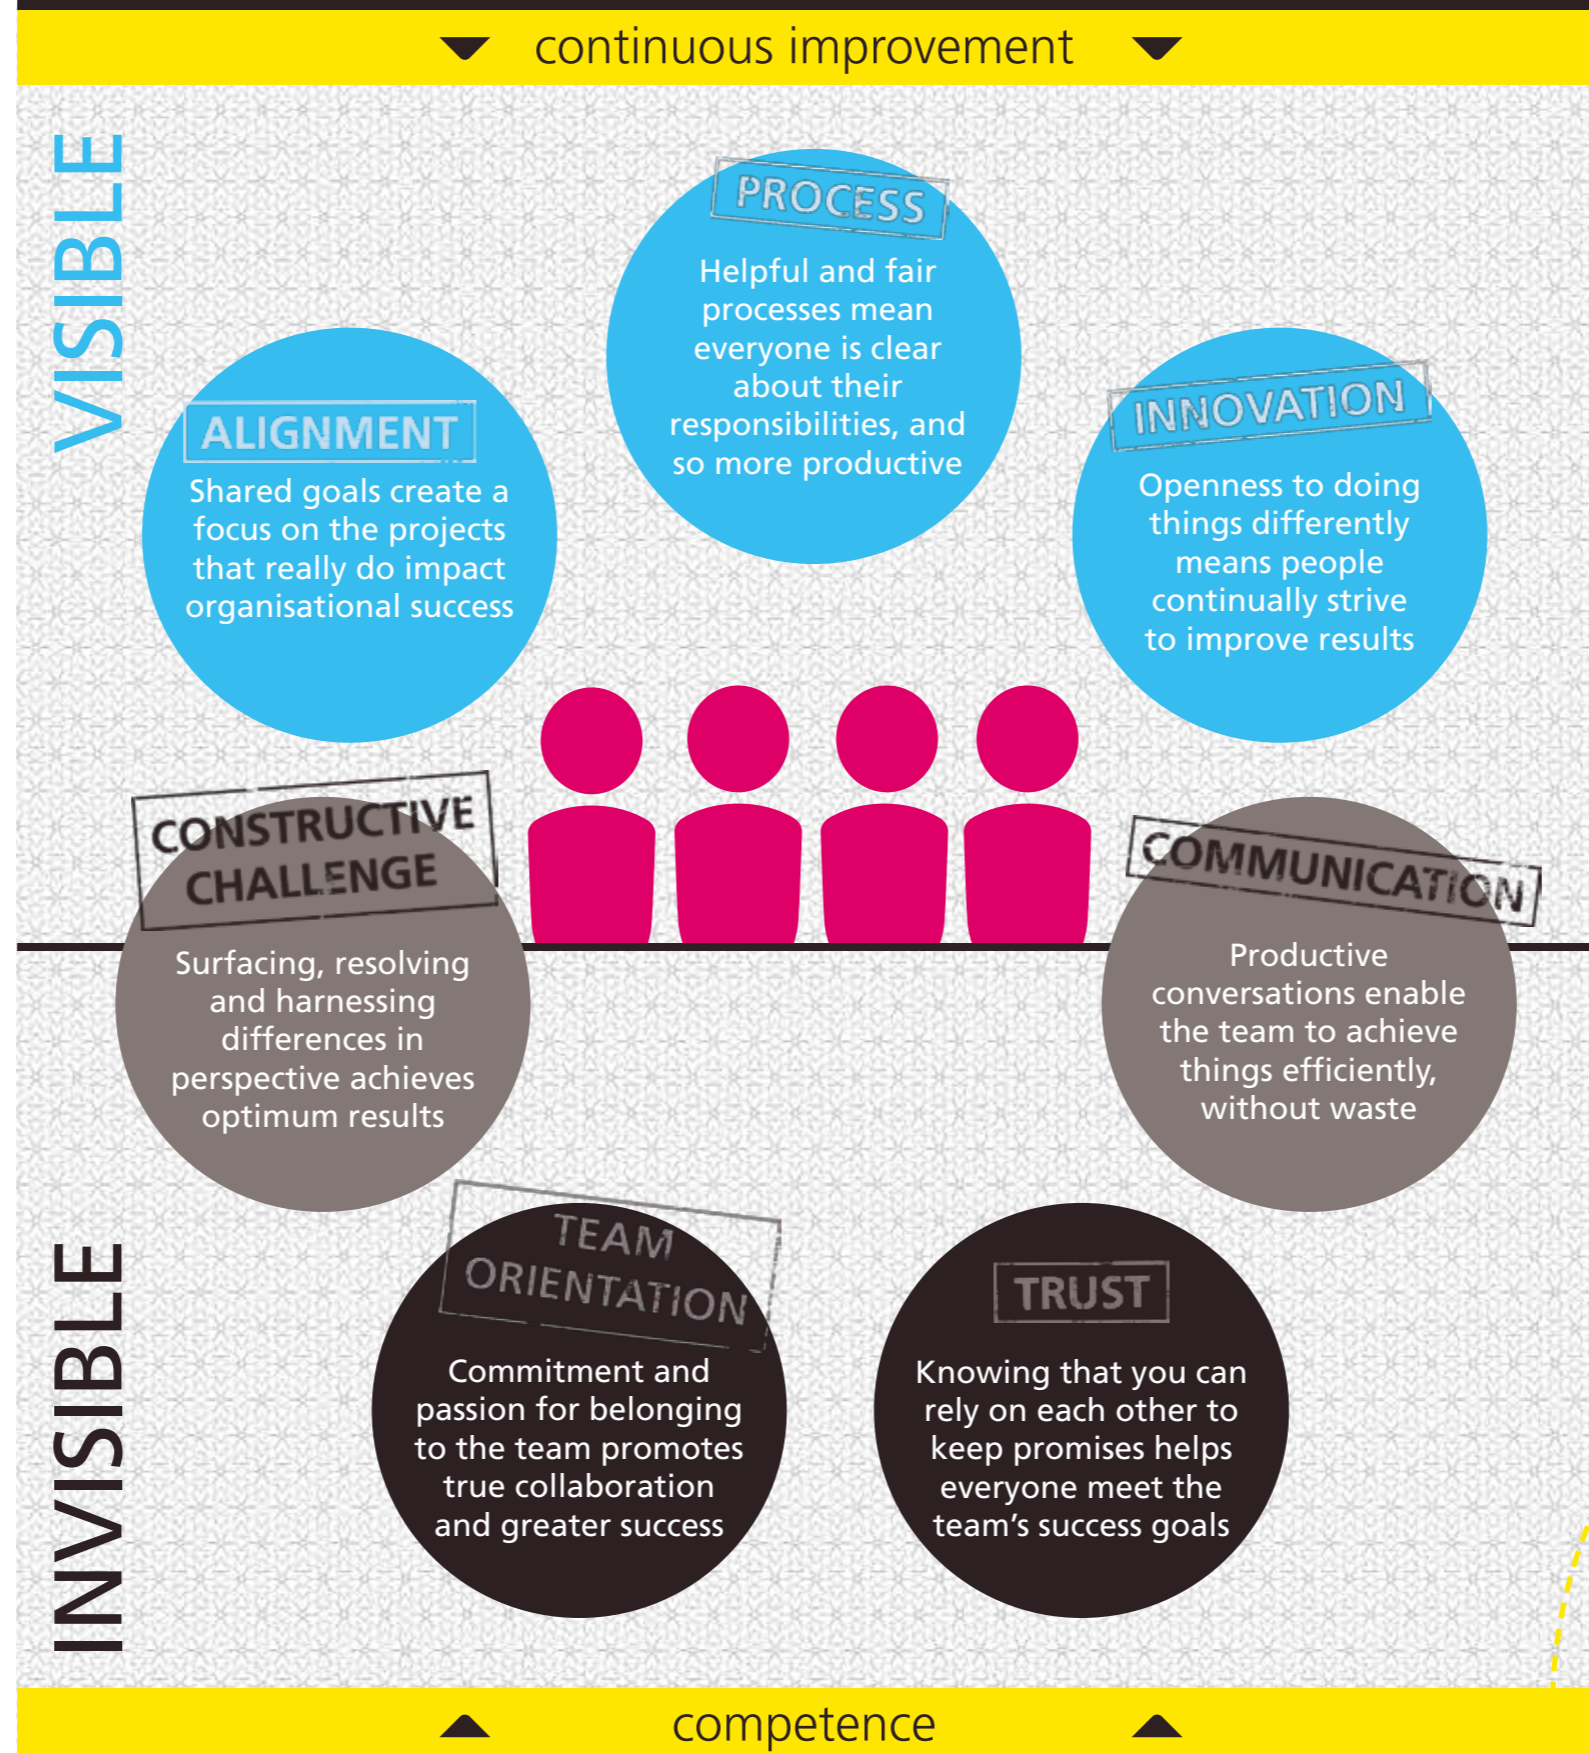 continuous improvement
VISIBLE
PROCESS
Helpful and fair
processes mean
everyone is clear
about their
responsibilities, and
so more productive
ALIGNMENT
Shared goals create a
focus on the projects
that really do impact
organisational success
INNOVATION
Openness to doing
things differently
means people
continually strive
to improve results
CONSTRUCTIVE
CHALLENGE
Surfacing, resolving
and harnessing
differences in
perspective achieves
optimum results
COMMUNICATION
Productive
conversations enable
the team to achieve
things efficiently,
without waste
INVISIBLE
TEAM
ORIENTATION
Commitment and
passion for belonging
to the team promotes
true collaboration
and greater success
TRUST
Knowing that you can
rely on each other to
keep promises helps
everyone meet the
team's success goals
competence